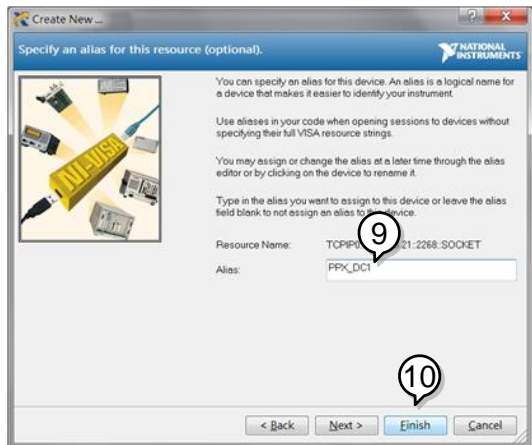 Create New ...
Specify an alias for this resource (optional).
NATIONAL
INSTRUMENTS
You can specify an alias for this device. An alias is a logical name for
a device that makes it easier to identify your instrument.
Use aliases in your code when opening sessions to devices without
specifying their full VISA resource strings.
You may assign or change the alias at a later time through the alias
editor or by clicking on the device to rename it.
Type in the alias you want to assign to this device or leave the alias
field blank to not assign an alias to this device.
NI-VISA
9
Resource Name: 21::2268::SOCKET
Alias: PPX_DC1
10
< Back Next > Finish Cancel